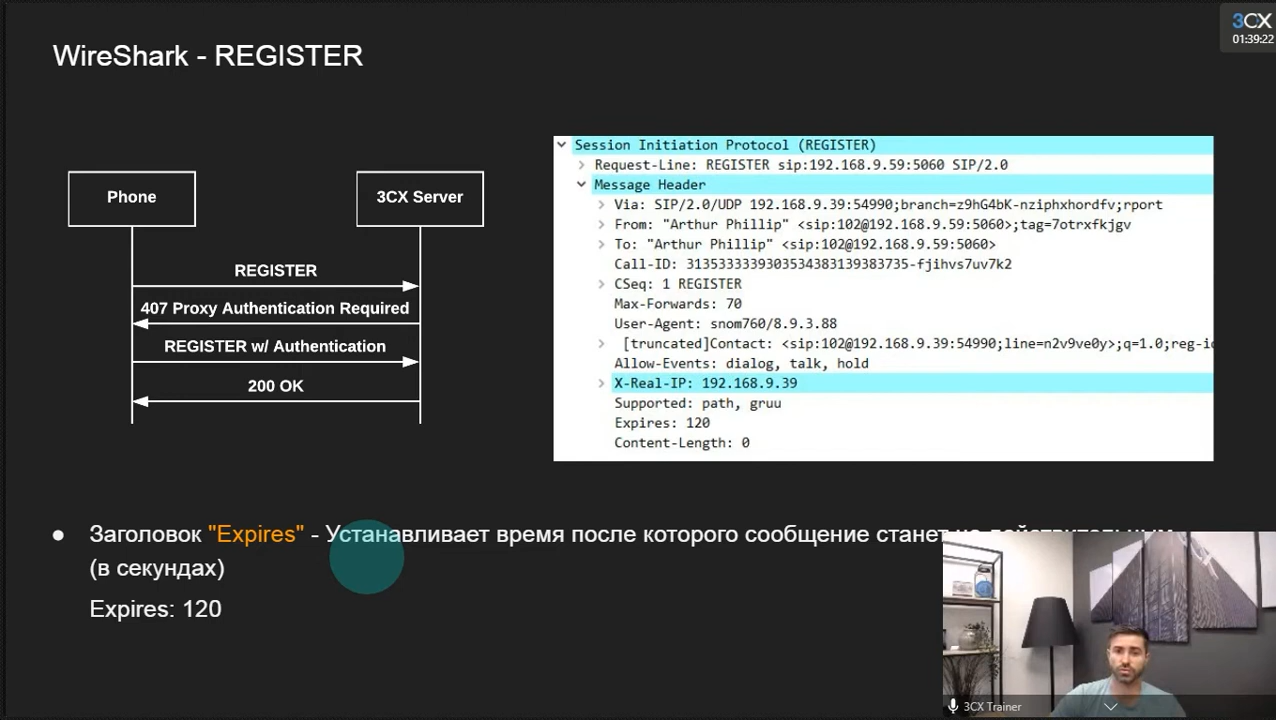 3CX
01:39:22
WireShark - REGISTER
Phone
3CX Server
REGISTER
407 Proxy Authentication Required
REGISTER w/ Authentication
200 OK
Session Initiation Protocol (REGISTER)
Request-Line: REGISTER sip:192.168.9.59:5060 SIP/2.0
Message Header
Via: SIP/2.0/UDP 192.168.9.39:54990;branch=z9hG4bK-nziphxhordfv;rport
From: "Arthur Phillip" <sip:102@192.168.9.59:5060>;tag=7otrxfkjgv
To: "Arthur Phillip" <sip:102@192.168.9.59:5060>
Call-ID: 3135333339303534383139383735-fjihvs7uv7k2
CSeq: 1 REGISTER
Max-Forwards: 70
User-Agent: snom760/8.9.3.88
[truncated]Contact: <sip:102@192.168.9.39:54990;line=n2v9ve0y>;q=1.0;reg-i
Allow-Events: dialog, talk, hold
X-Real-IP: 192.168.9.39
Supported: path, gruu
Expires: 120
Content-Length: 0
● Заголовок "Expires" - Устанавливает время после которого сообщение станет
(в секундах)
Expires: 120
3CX Trainer